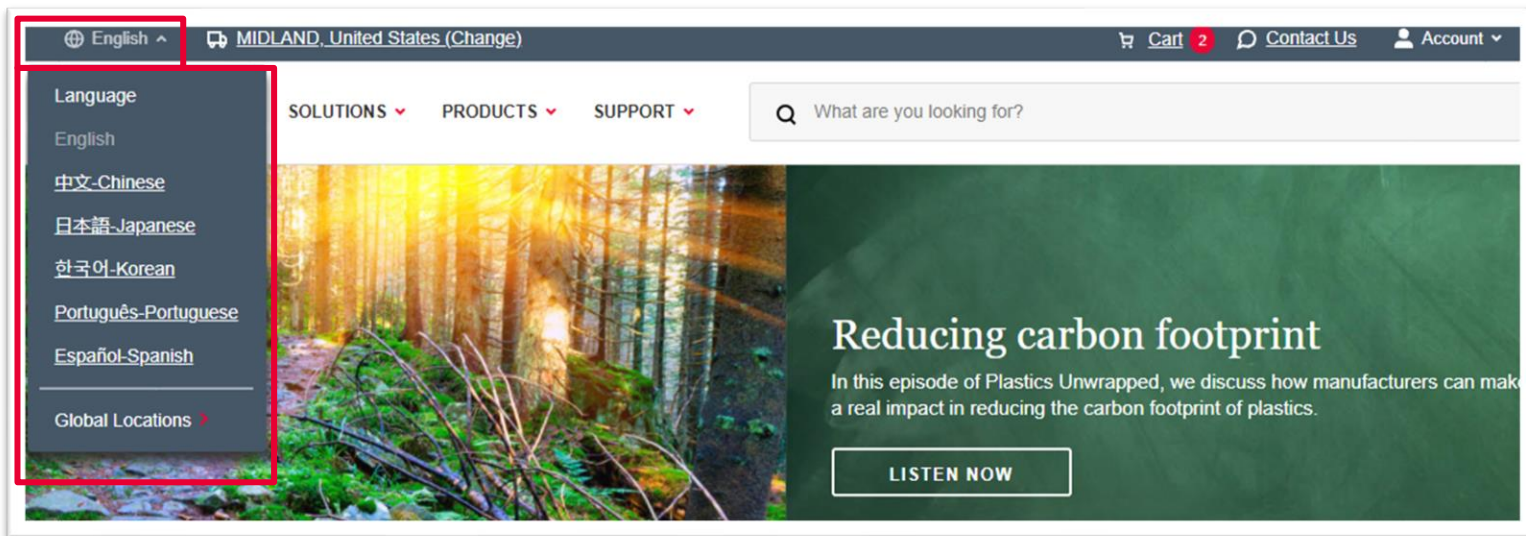 English
MIDLAND, United States (Change)
Cart 2
Contact Us
Account
Language
English
中文-Chinese
日本語-Japanese
한국어-Korean
Português-Portuguese
Español-Spanish
Global Locations
SOLUTIONS
PRODUCTS
SUPPORT
What are you looking for?
Reducing carbon footprint
In this episode of Plastics Unwrapped, we discuss how manufacturers can make
a real impact in reducing the carbon footprint of plastics.
LISTEN NOW